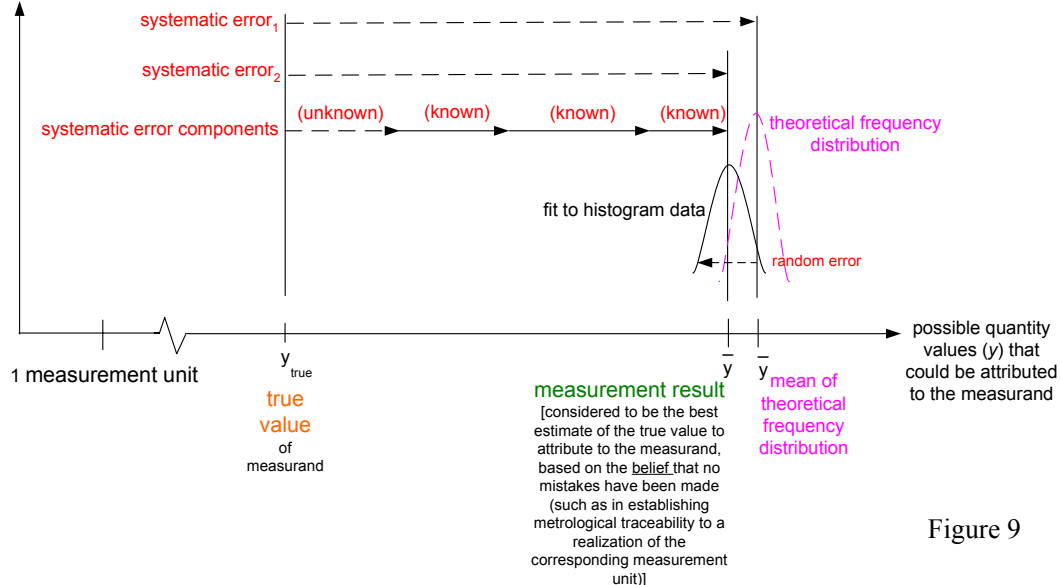 systematic error1
systematic error2
(unknown)
(known)
(known)
(known)
systematic error components
theoretical frequency
distribution
fit to histogram data
random error
1 measurement unit
y true
y
y
possible quantity
values (y) that
could be attributed
to the measurand
true
value
of
measurand
measurement result
[considered to be the best
estimate of the true value to
attribute to the measurand,
based on the belief that no
mistakes have been made
(such as in establishing
metrological traceability to a
realization of the
corresponding measurement
unit)]
mean of
theoretical
frequency
distribution
Figure 9